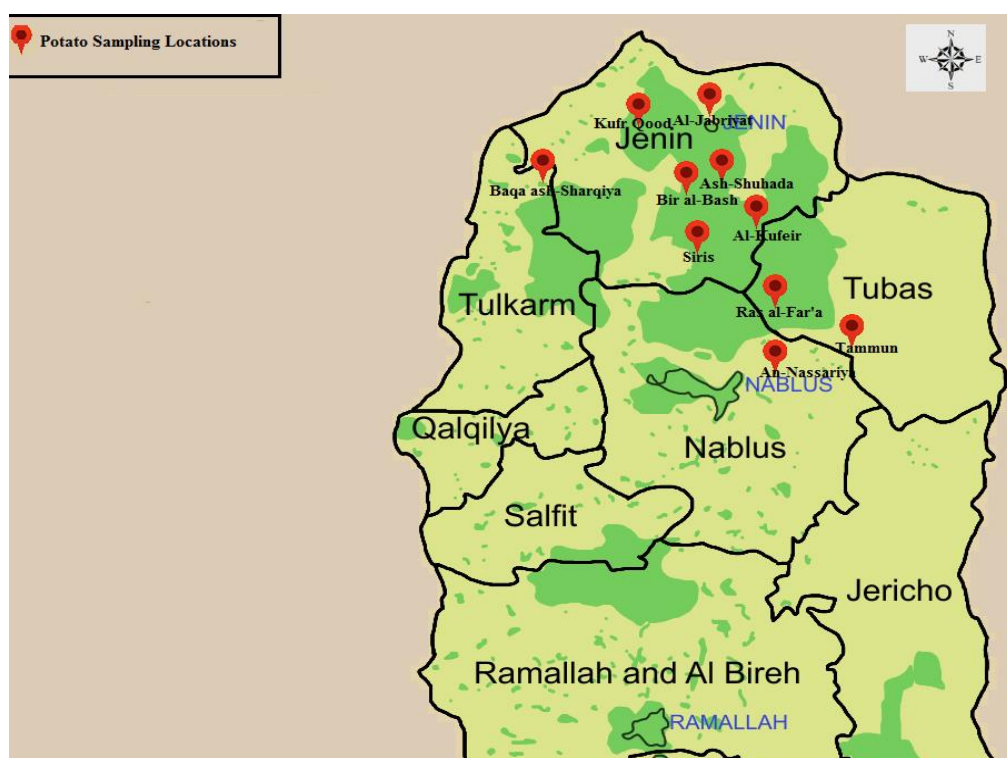 Potato Sampling Locations
N
W
E
S
Kufr Qood
Al-Jabriyat
JENIN
Jenin
Baqa ash-Sharqiya
Ash-Shuhada
Bir al-Bash
Al-Kufeir
Siris
Tulkarm
Tubas
Ras al-Far'a
Tammun
An-Nassariya
NABLUS
Qalqilya
Nablus
Salfit
Jericho
Ramallah and Al Bireh
RAMALLAH